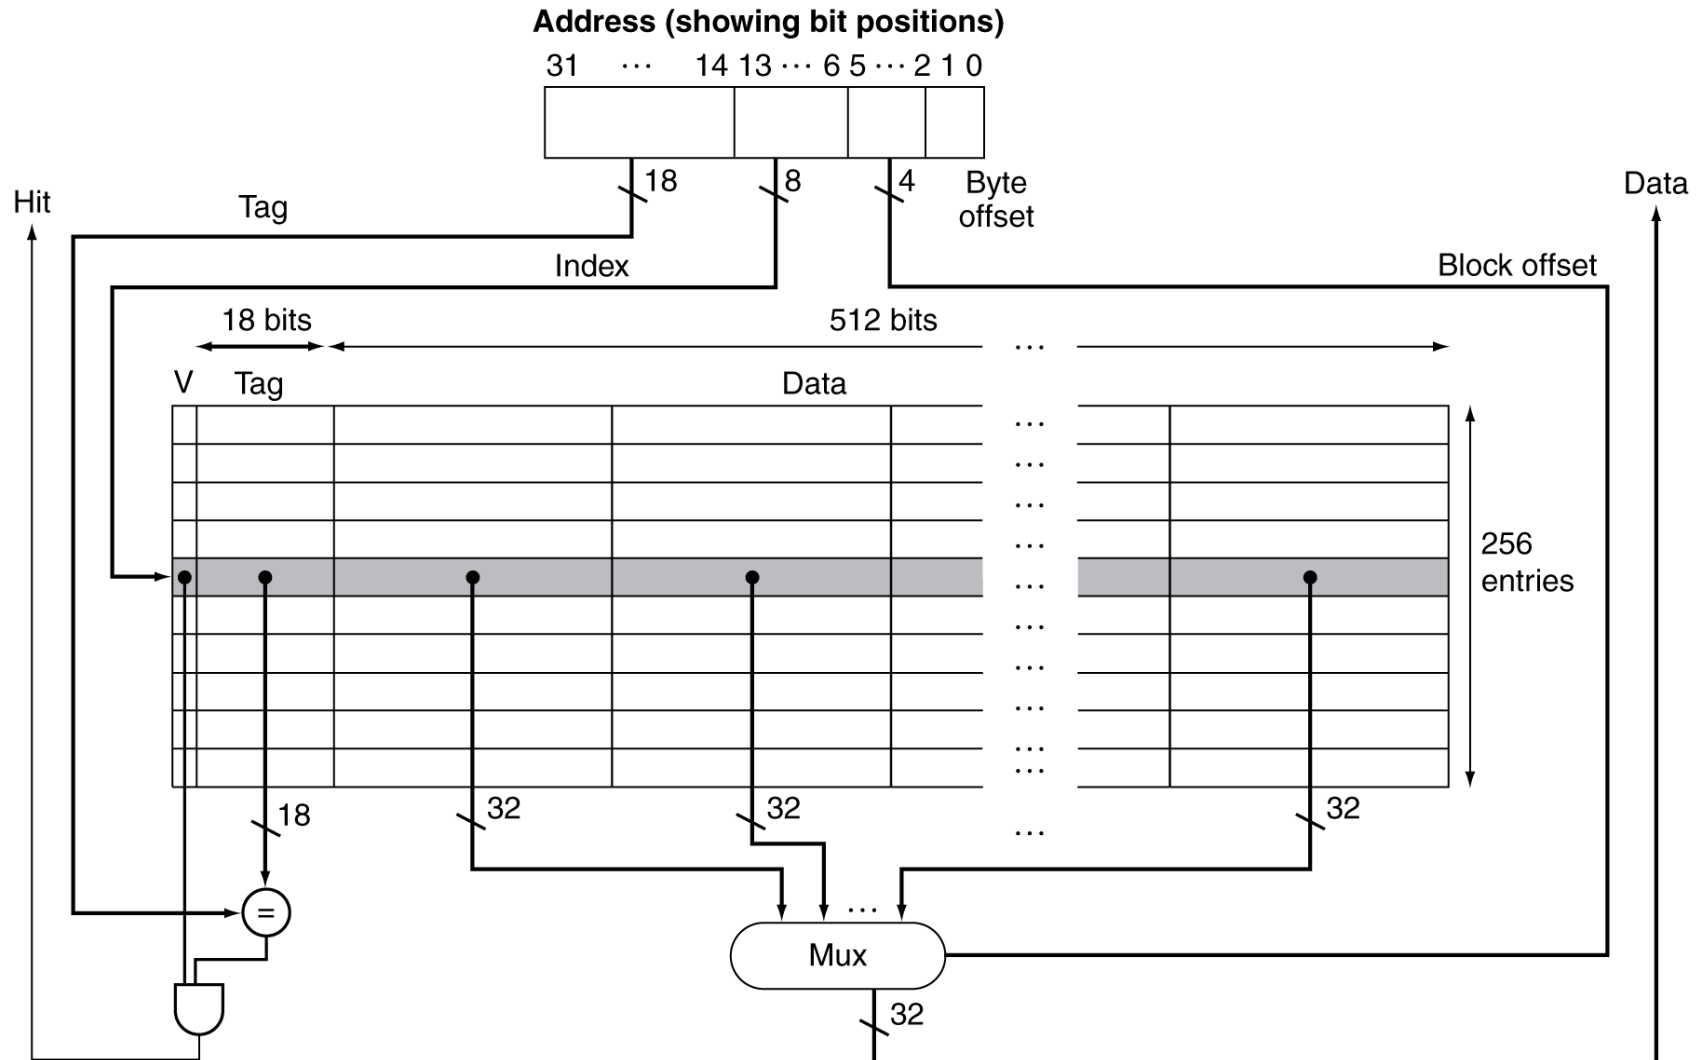 Address (showing bit positions)
31 ... 14 13 ... 6 5 ... 2 1 0
18 8 4 Byte
offset
Hit
Tag
Data
Index
Block offset
18 bits
512 bits
...
V Tag Data
...
...
...
...
...
...
...
...
...
...
256
entries
18
32
32
...
32
=
...
Mux
32